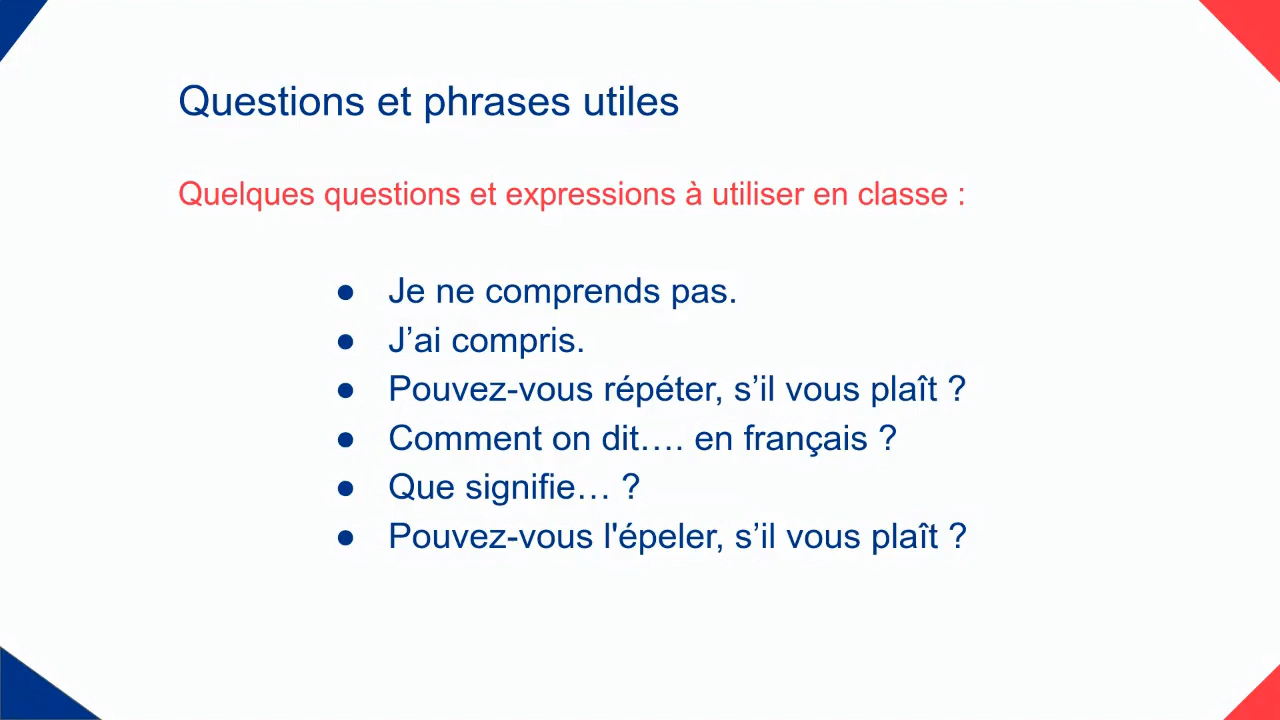 Questions et phrases utiles
Quelques questions et expressions à utiliser en classe :
● Je ne comprends pas.
● J’ai compris.
● Pouvez-vous répéter, s’il vous plaît ?
● Comment on dit…. en français ?
● Que signifie… ?
● Pouvez-vous l'épeler, s’il vous plaît ?